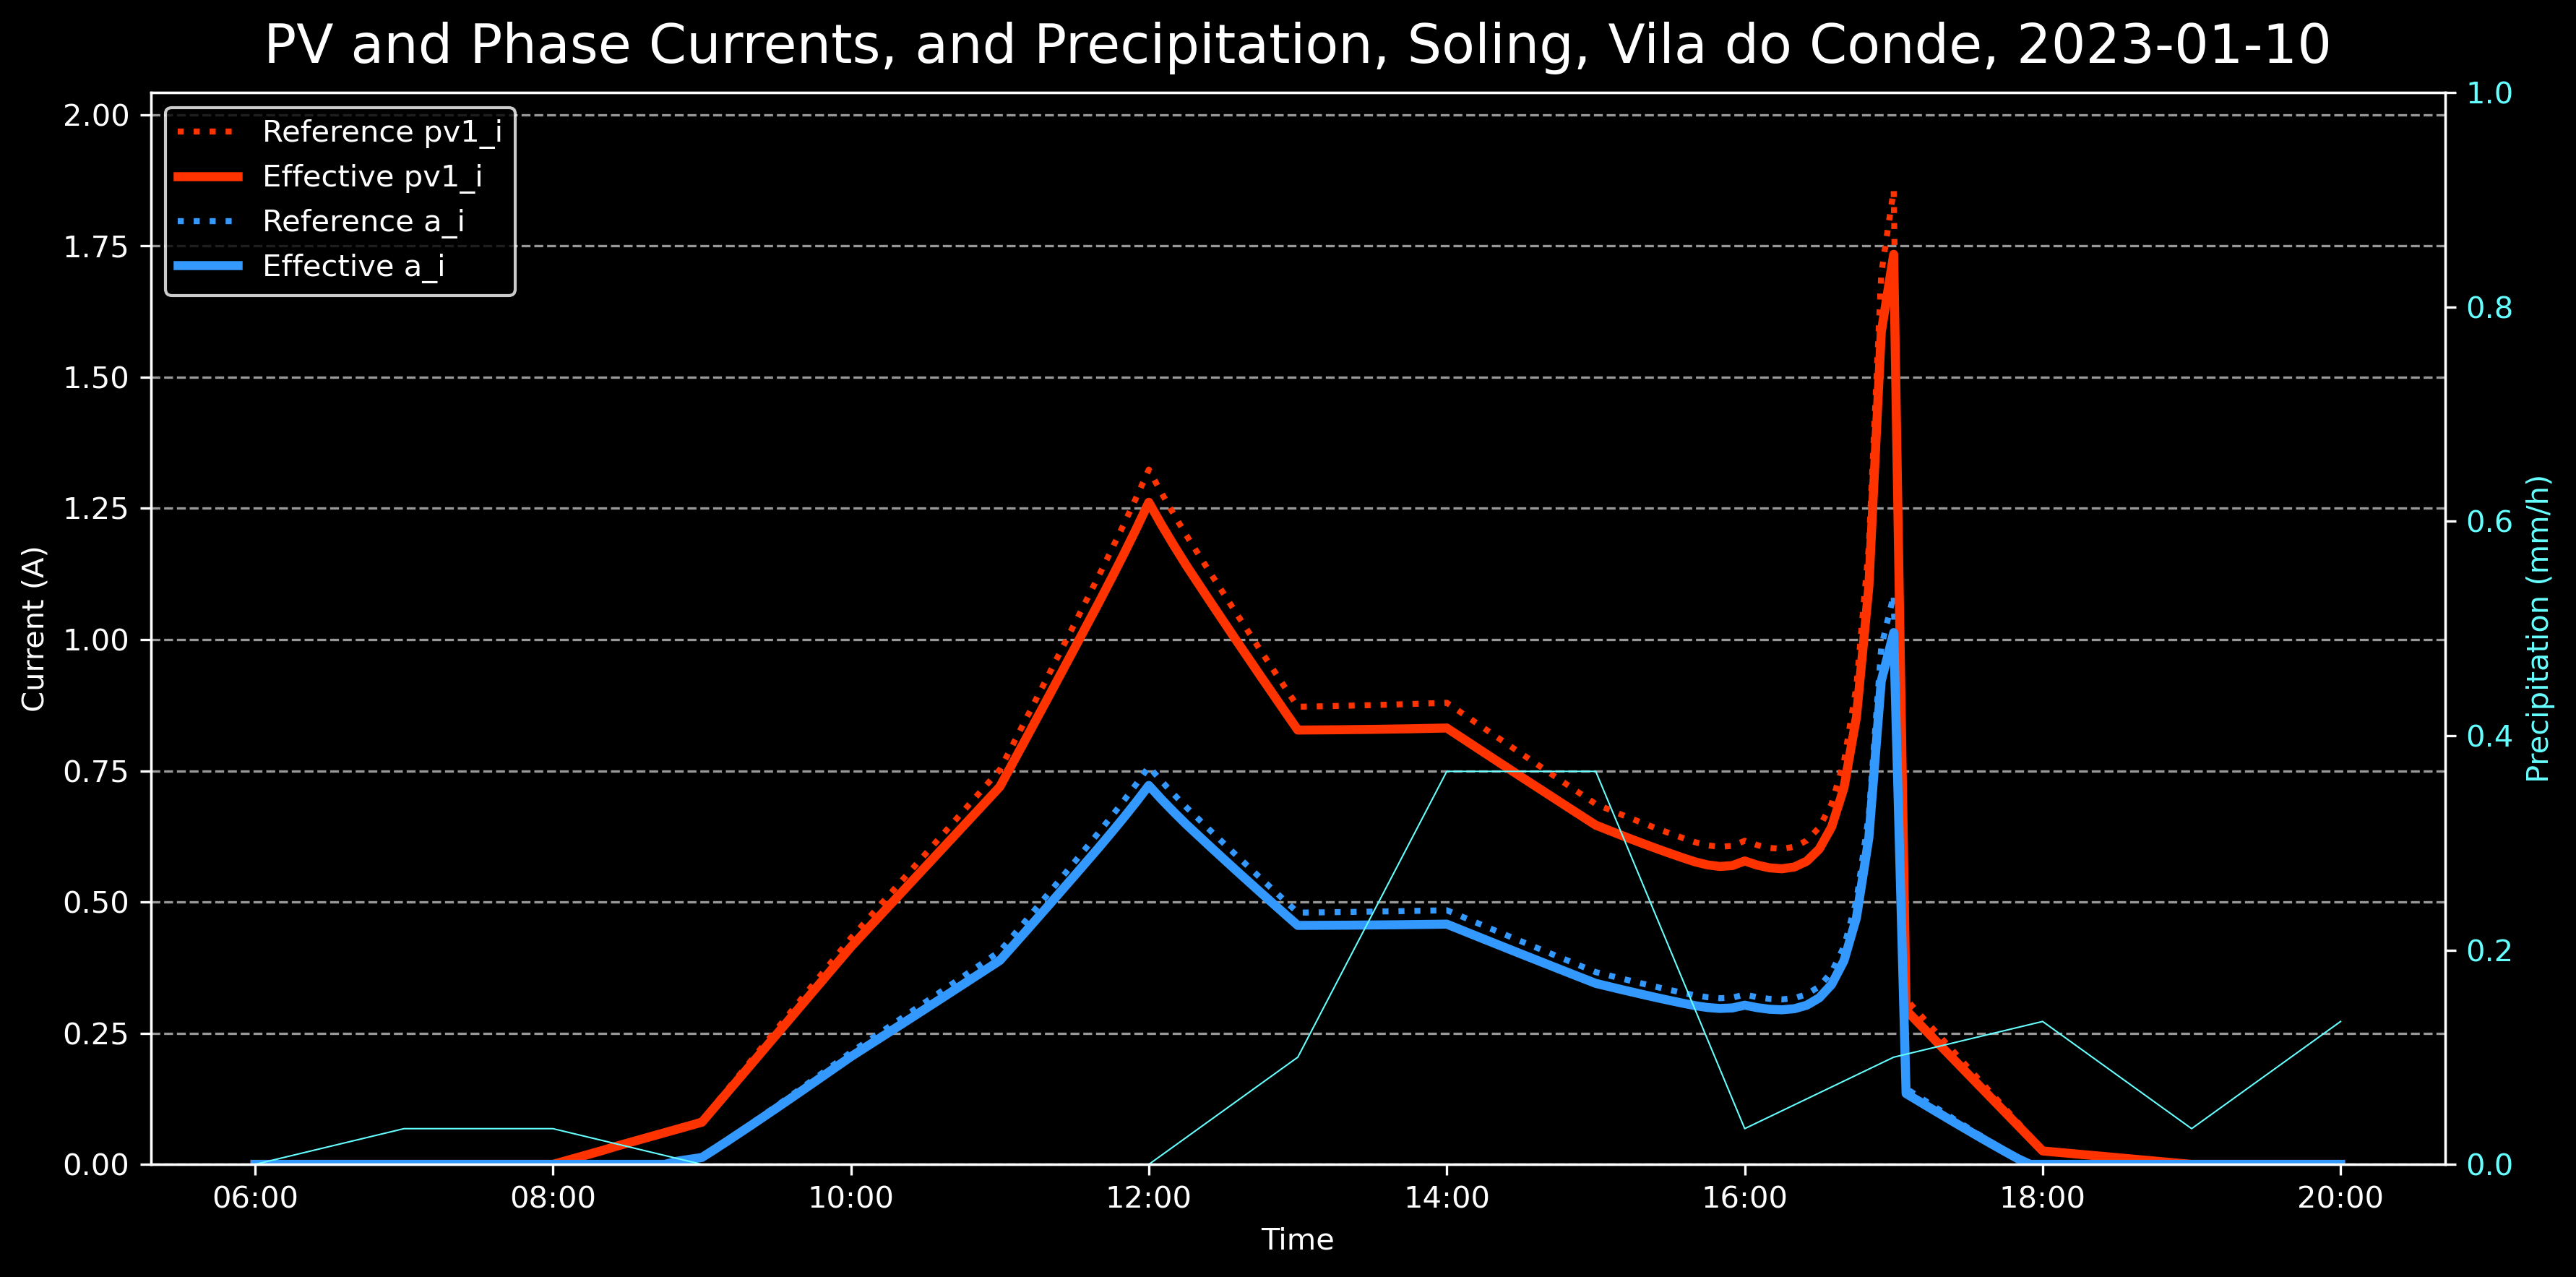 PV and Phase Currents, and Precipitation, Soling, Vila do Conde, 2023-01-10
Reference pv1_i
Effective pv1_i
Reference a_i
Effective a_i
Current (A)
2.00
1.75
1.50
1.25
1.00
0.75
0.50
0.25
0.00
1.0
0.8
0.6
0.4
0.2
0.0
Precipitation (mm/h)
06:00 08:00 10:00 12:00 14:00 16:00 18:00 20:00
Time